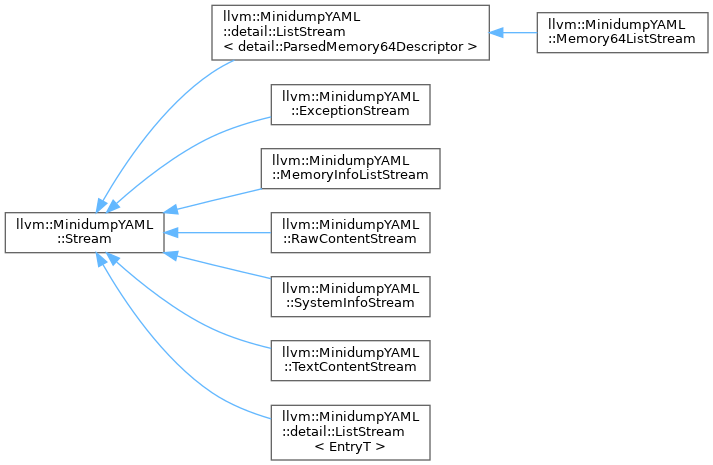 llvm::MinidumpYAML
::detail::ListStream
< detail::ParsedMemory64Descriptor >
llvm::MinidumpYAML
::Memory64ListStream
llvm::MinidumpYAML
::ExceptionStream
llvm::MinidumpYAML
::MemoryInfoListStream
llvm::MinidumpYAML
::Stream
llvm::MinidumpYAML
::RawContentStream
llvm::MinidumpYAML
::SystemInfoStream
llvm::MinidumpYAML
::TextContentStream
llvm::MinidumpYAML
::detail::ListStream
< EntryT >